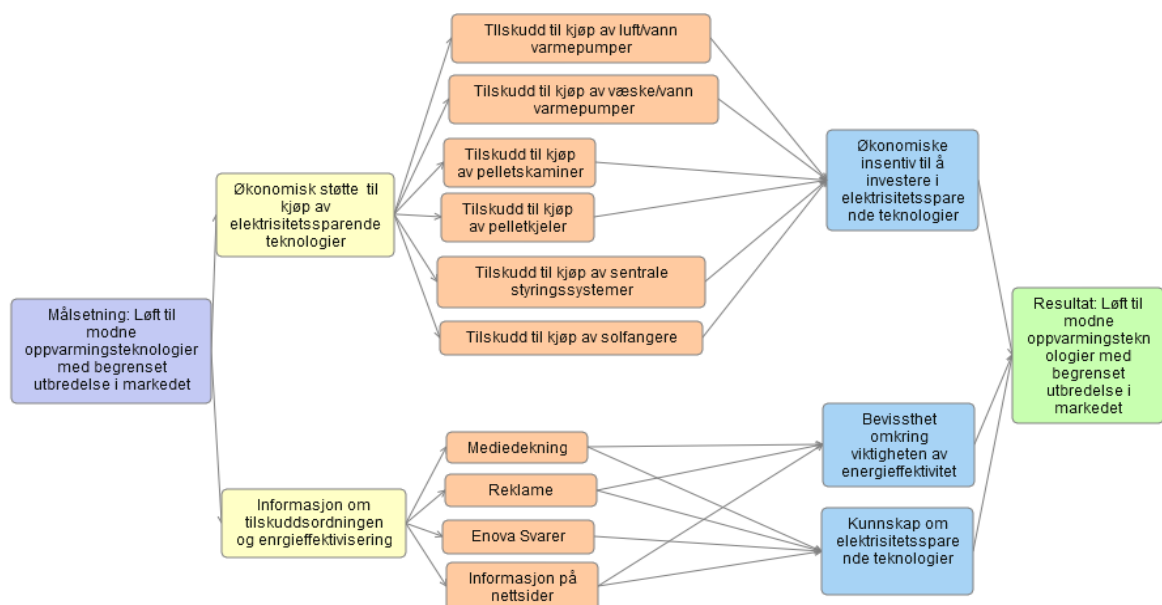 Målsetning: Løft til
modne
oppvarmingsteknologier
med begrenset
utbredelse i markedet
Økonomisk støtte til
kjøp av
elektrisitetssparende
teknologier
Informasjon om
tilskuddsordningen
og enrgieffektivisering
TIlskudd til kjøp av luft/vann
varmepumper
Tilskudd til kjøp av væske/vann
varmepumper
Tilskudd til kjøp
av pelletskaminer
Tilskudd til kjøp
av pelletkjeler
Tilskudd til kjøp av sentrale
styringssystemer
Tilskudd til kjøp av solfangere
Mediedekning
Reklame
Enova Svarer
Informasjon på
nettsider
Økonomiske
insentiv til å
investere i
elektrisitetsspare
nde teknologier
Bevissthet
omkring
viktigheten av
energieffektivitet
Kunnskap om
elektrisitetsspare
nde teknologier
Resultat: Løft til
modne
oppvarmingstekn
ologier med
begrenset
utbredelse i
markedet